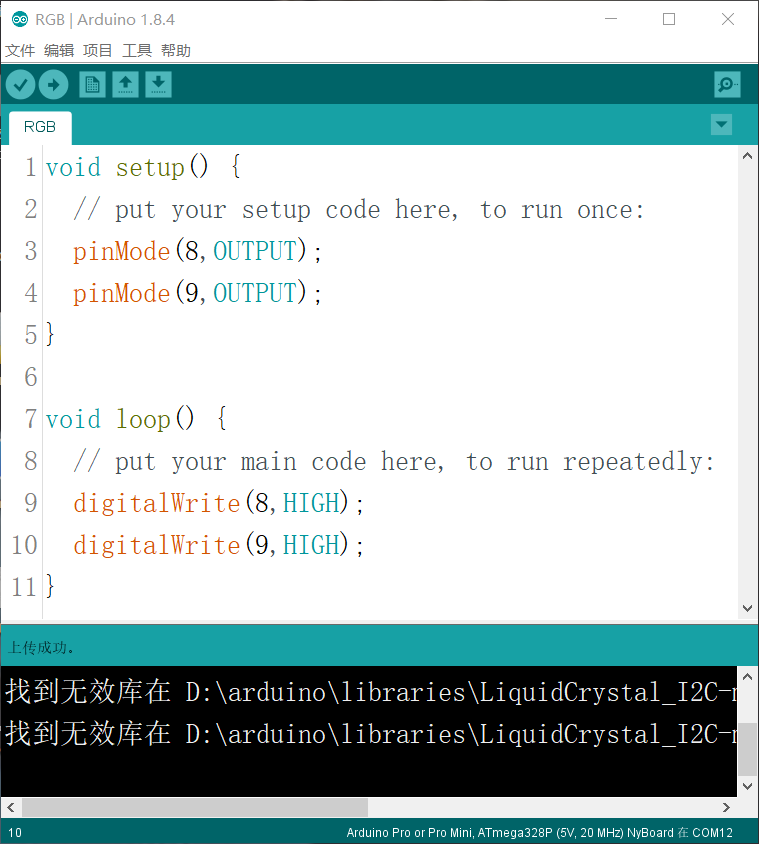 RGB | Arduino 1.8.4
文件 编辑 项目 工具 帮助
RGB
1 void setup() {
2 // put your setup code here, to run once:
3 pinMode(8,OUTPUT);
4 pinMode(9,OUTPUT);
5 }
6
7 void loop() {
8 // put your main code here, to run repeatedly:
9 digitalWrite(8,HIGH);
10 digitalWrite(9,HIGH);
11 }
上传成功。
找到无效库在 D:\arduino\libraries\LiquidCrystal_I2C-
找到无效库在 D:\arduino\libraries\LiquidCrystal_I2C-
10 Arduino Pro or Pro Mini, ATmega328P (5V, 20 MHz) NyBoard 在 COM12